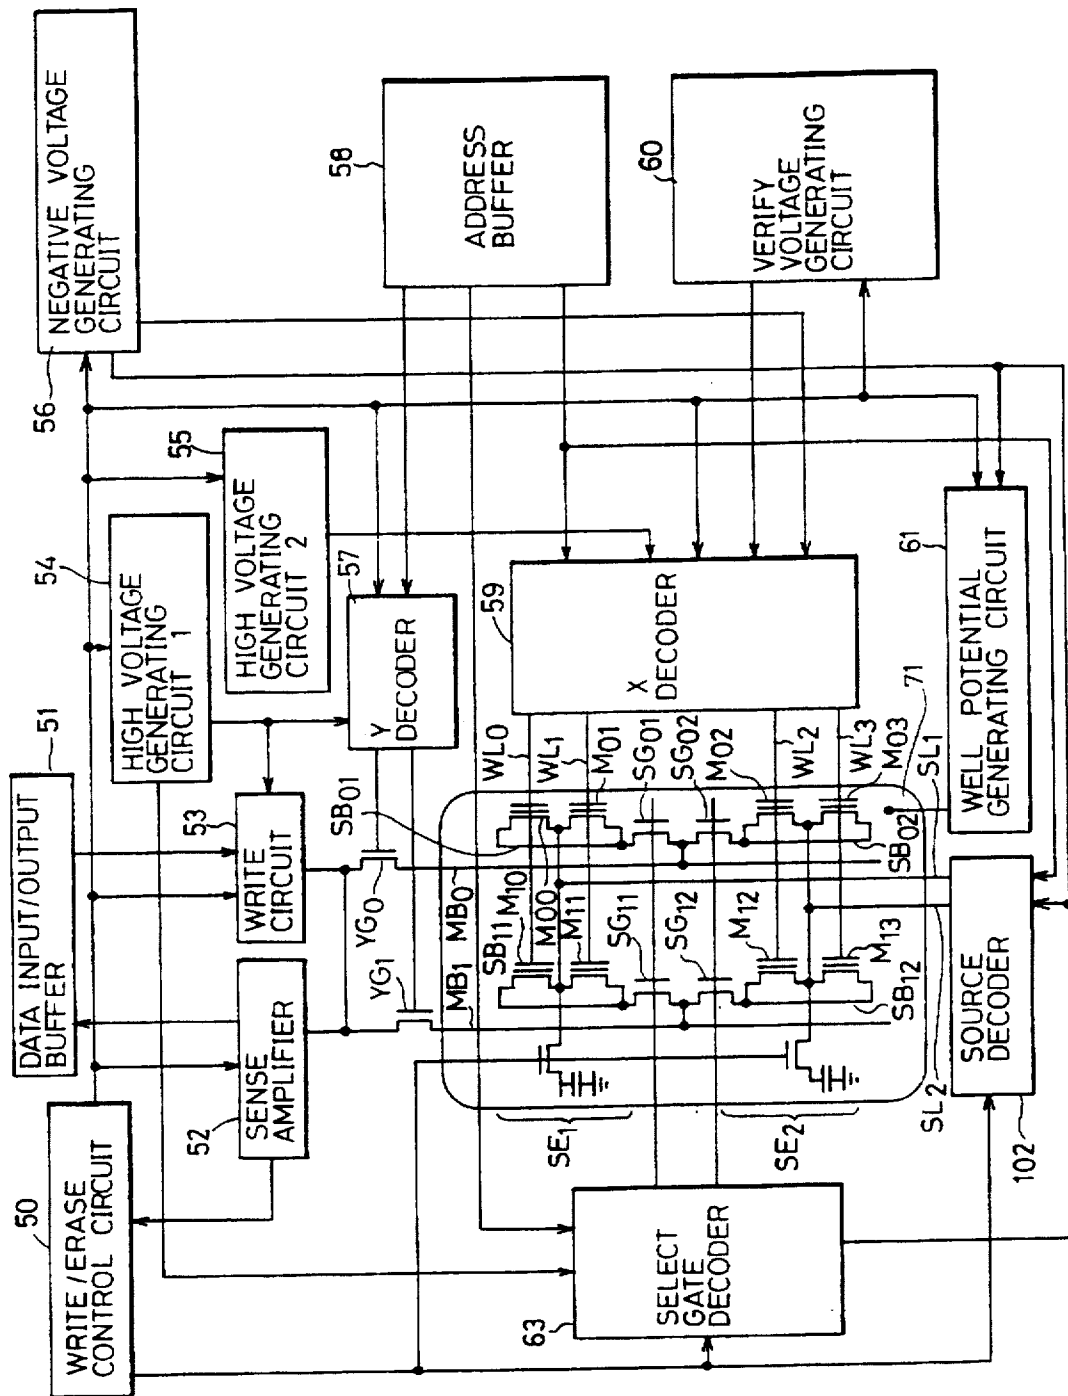 50
WRITE/ERASE
CONTROL CIRCUIT
DATA INPUT/OUTPUT
BUFFER
51
52
SENSE
AMPLIFIER
53
WRITE
CIRCUIT
54
HIGH VOLTAGE
GENERATING
CIRCUIT 1
55
HIGH VOLTAGE
GENERATING
CIRCUIT 2
56
NEGATIVE VOLTAGE
GENERATING
CIRCUIT
57
Y DECODER
58
ADDRESS
BUFFER
59
X
DECODER
60
VERIFY
VOLTAGE
GENERATING
CIRCUIT
61
WELL POTENTIAL
GENERATING CIRCUIT
63
SELECT
GATE
DECODER
102
SOURCE
DECODER
71
YG0
YG1
MB0
MB1
SB01
SB11
M10
M00
M11
SG11
SG12
M12
M13
SB12
WL0
WL1
M01
SG01
SG02
M02
WL2
WL3
M03
SB02
SL1
SL2
SE1
SE2